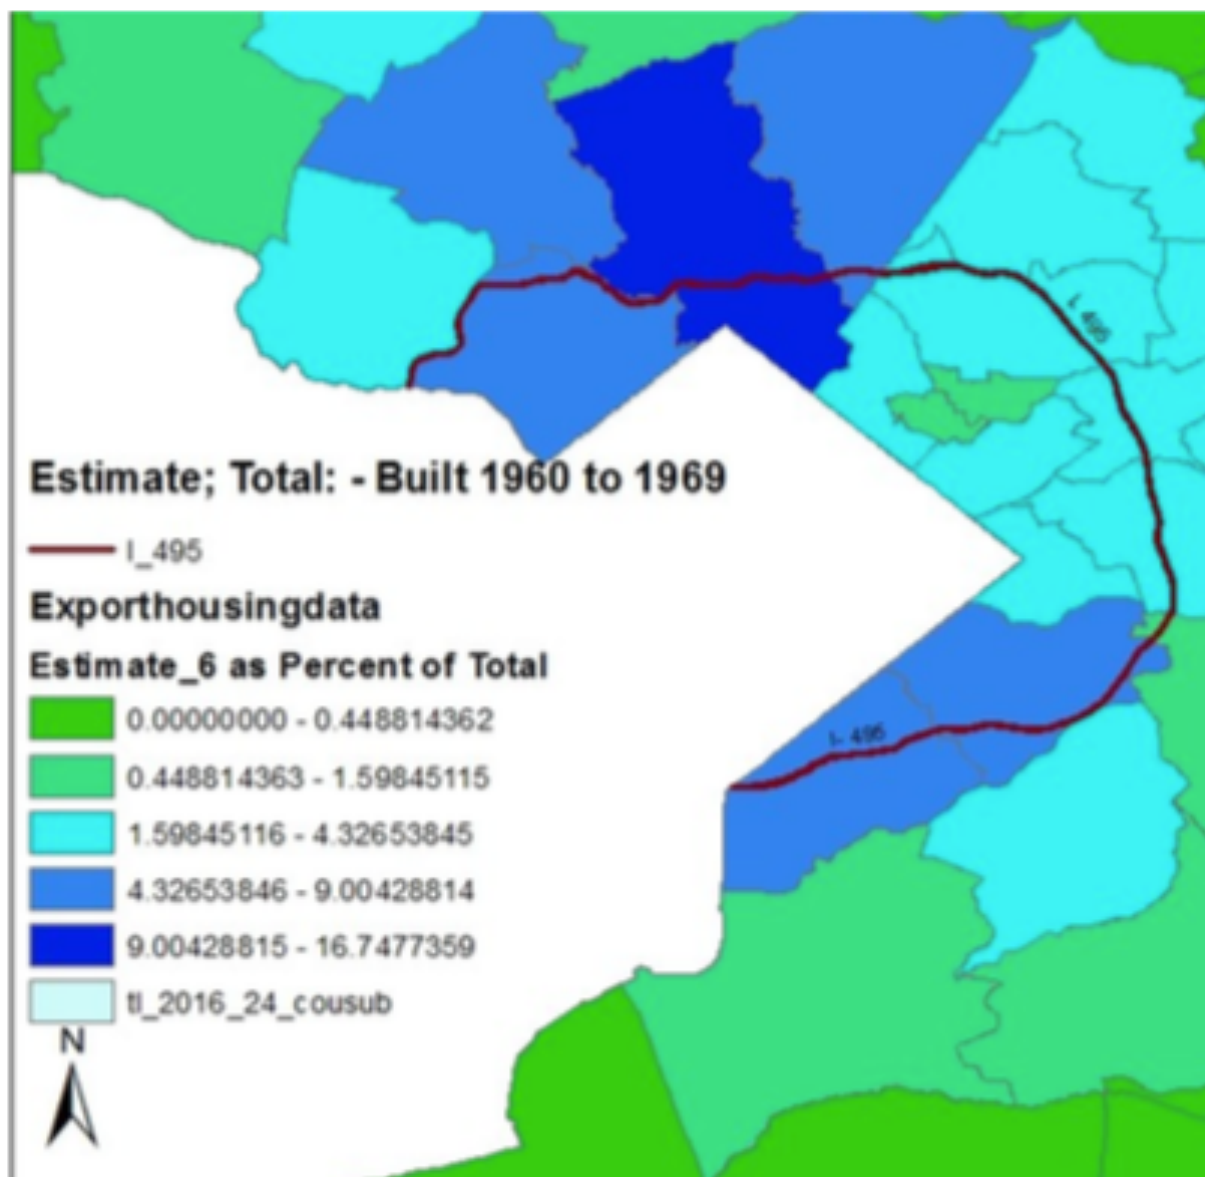 I- 495
Estimate; Total: - Built 1960 to 1969
I_495
Exporthousingdata
Estimate_6 as Percent of Total
0.00000000 - 0.448814362
0.448814363 - 1.59845115
1.59845116 - 4.32653845
4.32653846 - 9.00428814
9.00428815 - 16.7477359
tl_2016_24_cousub
N
I- 495